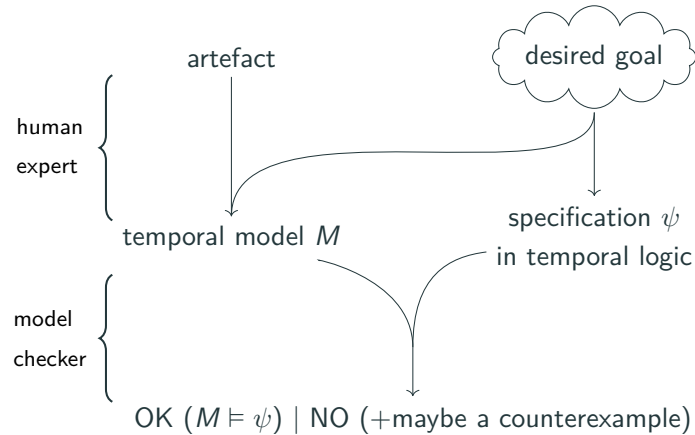 artefact
desired goal
human
expert
temporal model M
specification ψ
in temporal logic
model
checker
OK (M ⊨ ψ) | NO (+maybe a counterexample)